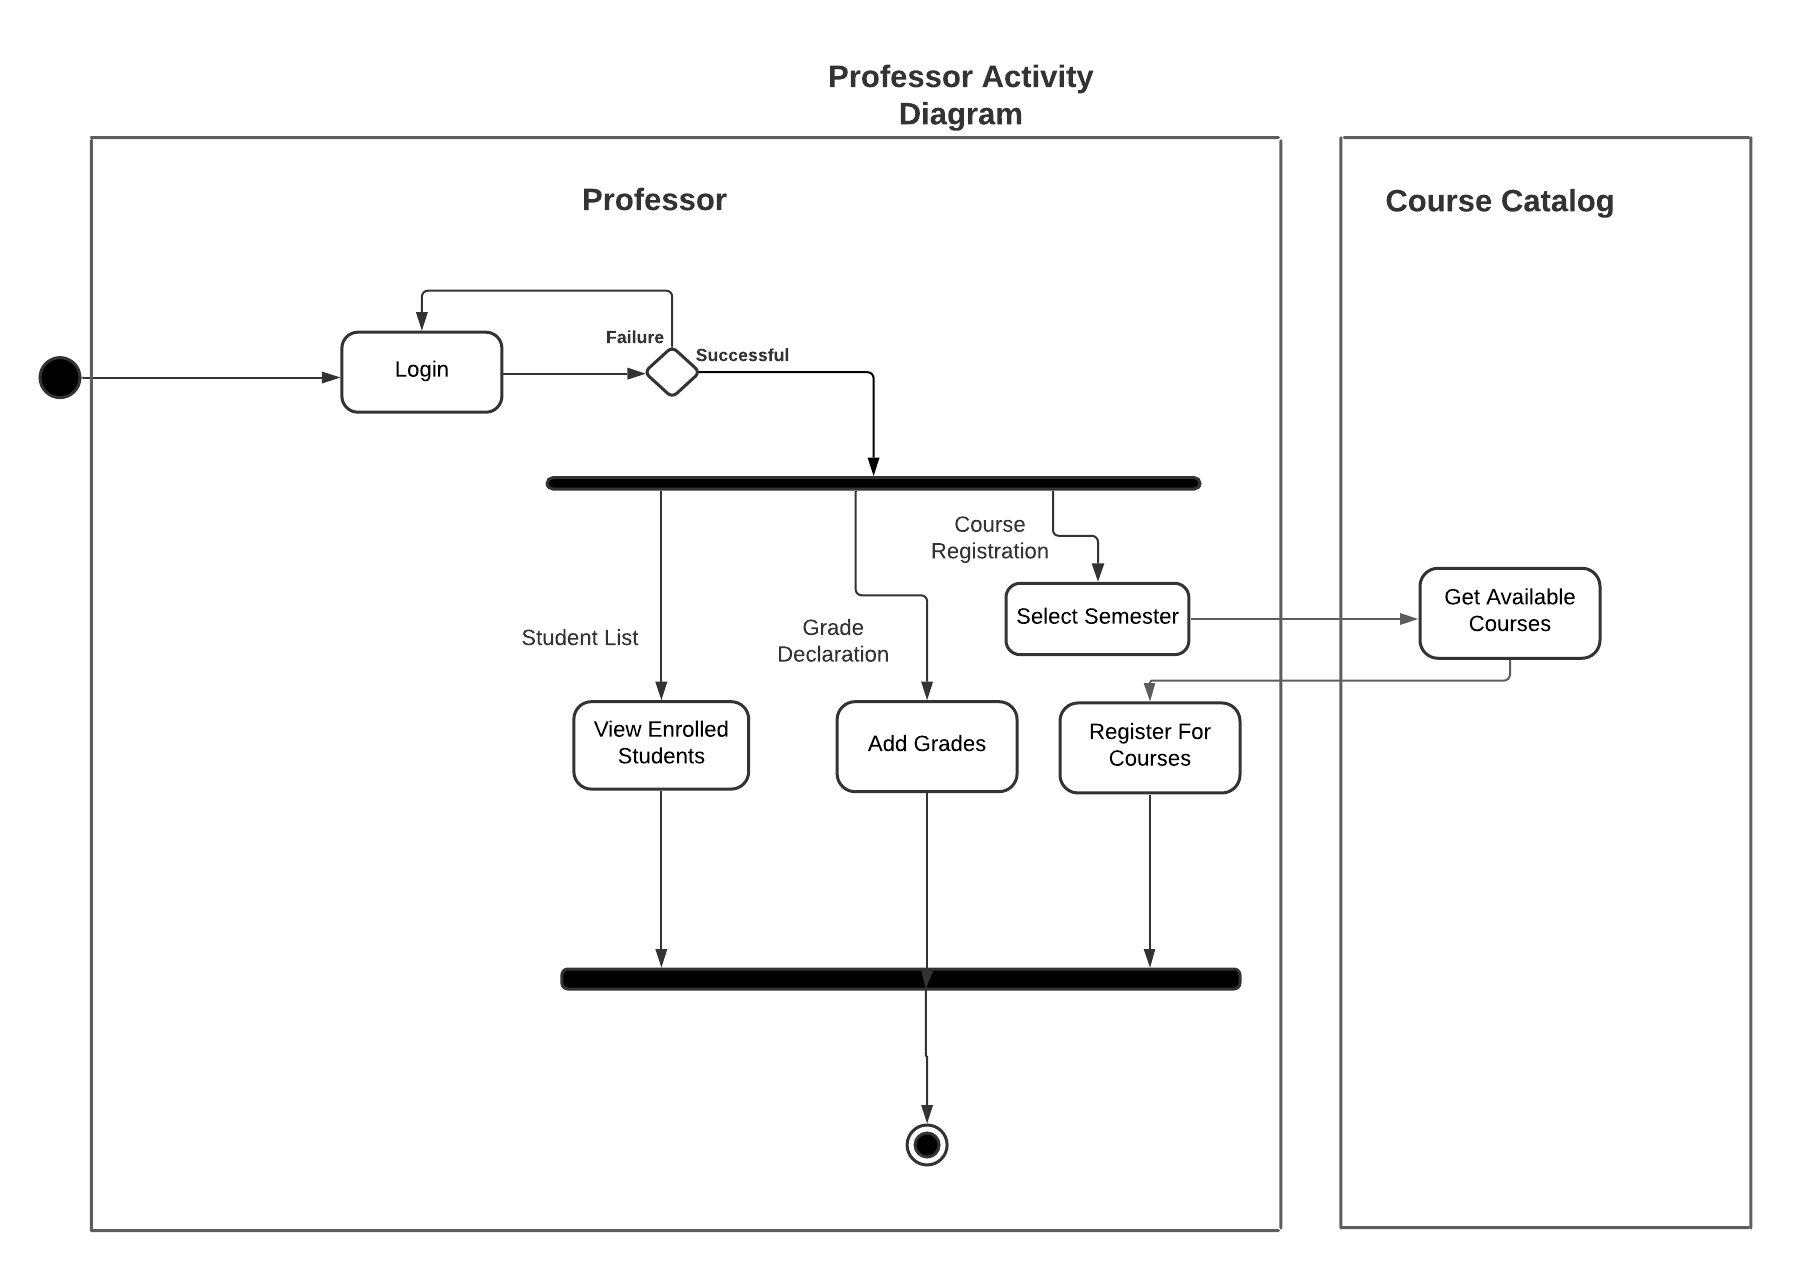 Professor Activity
Diagram
Professor
Course Catalog
Failure
Successful
Login
Course
Registration
Get Available
Courses
Select Semester
Student List
Grade
Declaration
View Enrolled
Students
Add Grades
Register For
Courses